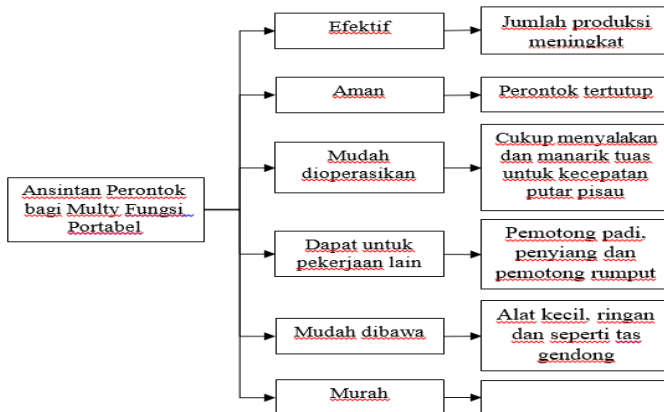 Efektif
Jumlah produksi
meningkat
Aman
Perontok tertutup
Mudah
dioperasikan
Cukup menyalakan
dan manarik tuas
untuk kecepatan
putar pisau
Ansintan Perontok
bagi Multy Fungsi
Portabel
Dapat untuk
pekerjaan lain
Pemotong padi,
penyiang dan
pemotong rumput
Mudah dibawa
Alat kecil, ringan
dan seperti tas
gendong
Murah